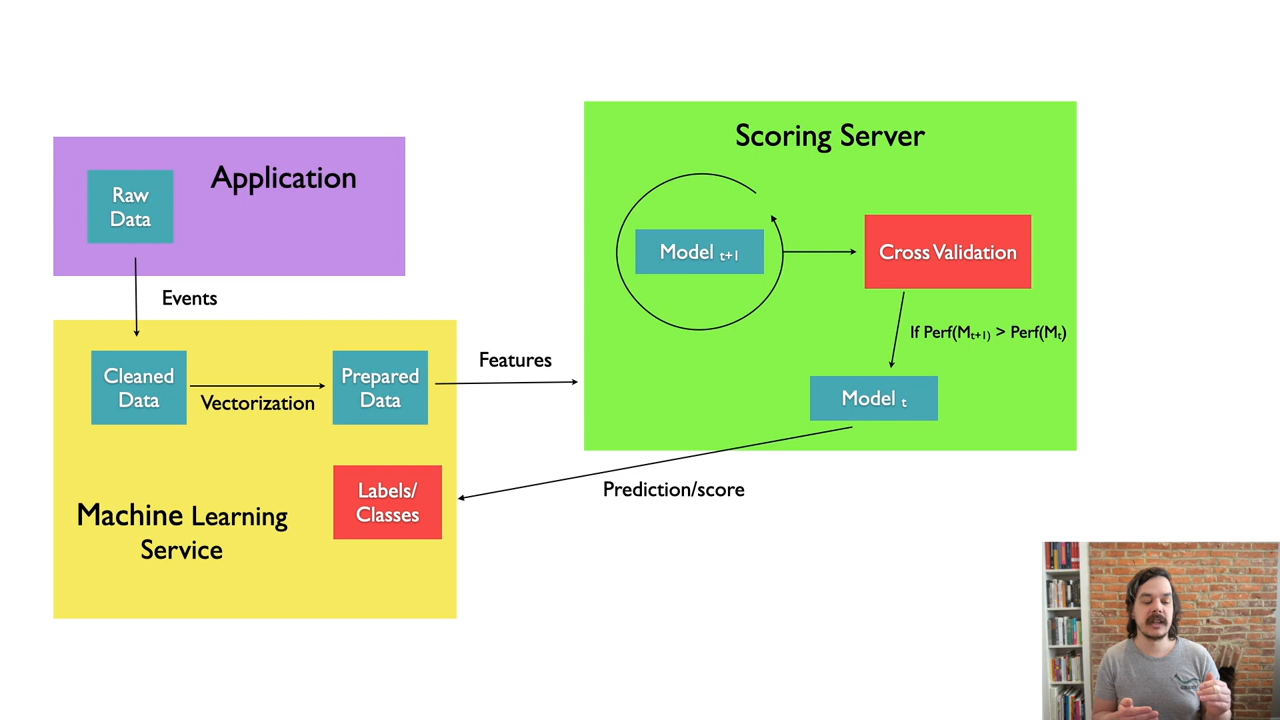 Application
Raw
Data
Events
Cleaned
Data
Vectorization
Prepared
Data
Features
Labels/
Classes
Machine Learning
Service
Scoring Server
Model t+1
Cross Validation
If Perf(Mt+1) > Perf(Mt)
Model t
Prediction/score